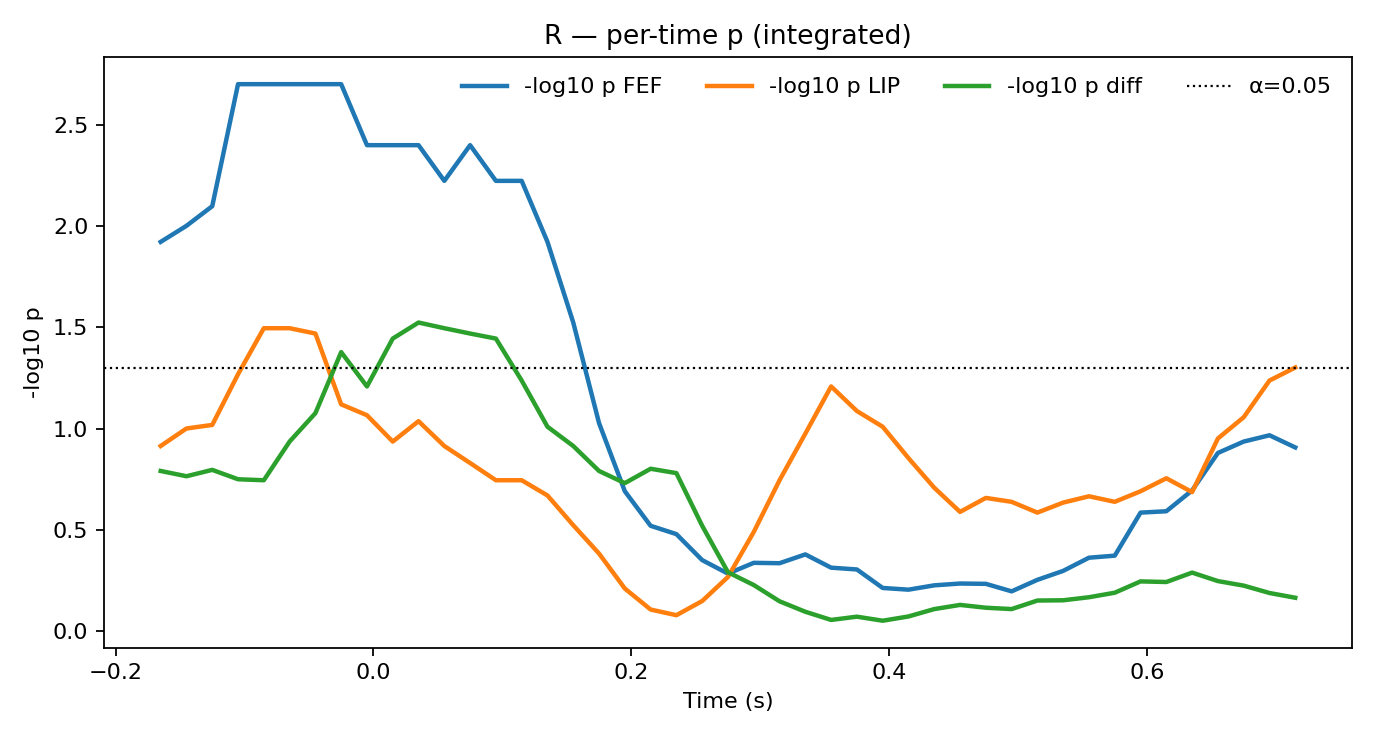 R — per-time p (integrated)
-log10 p FEF
-log10 p LIP
-log10 p diff
α=0.05
-log10 p
2.5
2.0
1.5
1.0
0.5
0.0
−0.2
0.0
0.2
0.4
0.6
Time (s)